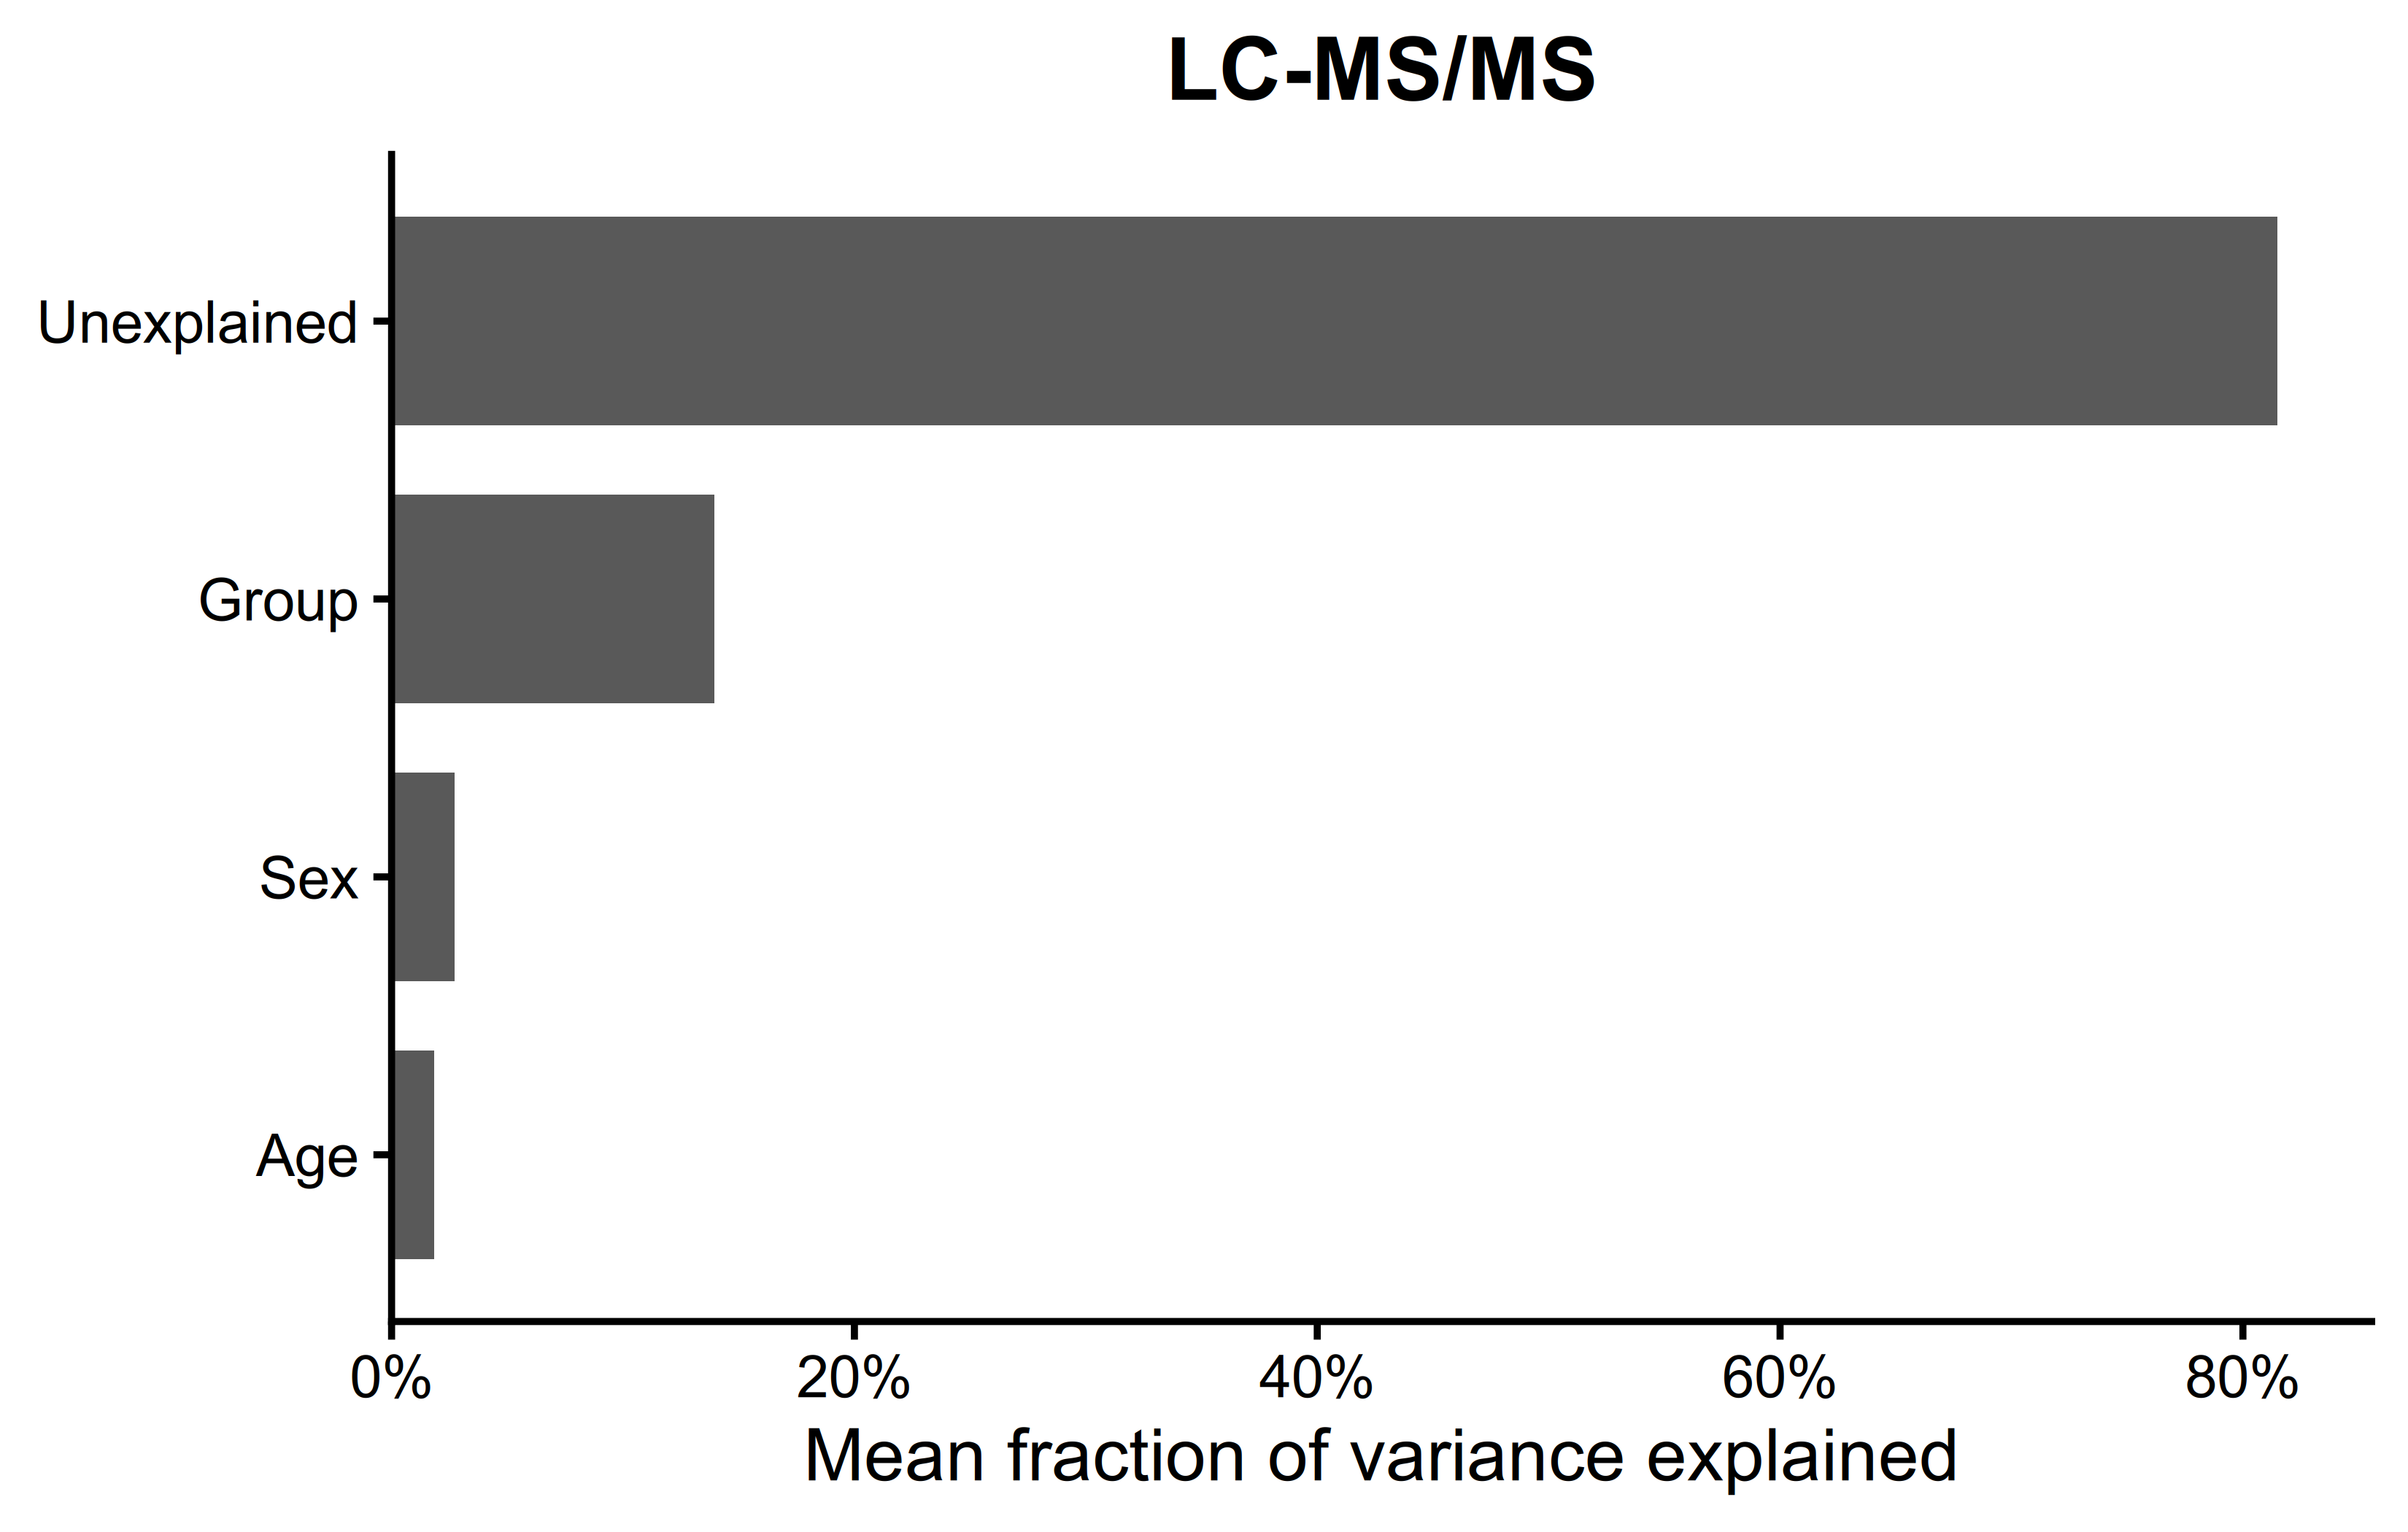 LC-MS/MS
Unexplained
Group
Sex
Age
0% 20% 40% 60% 80%
Mean fraction of variance explained